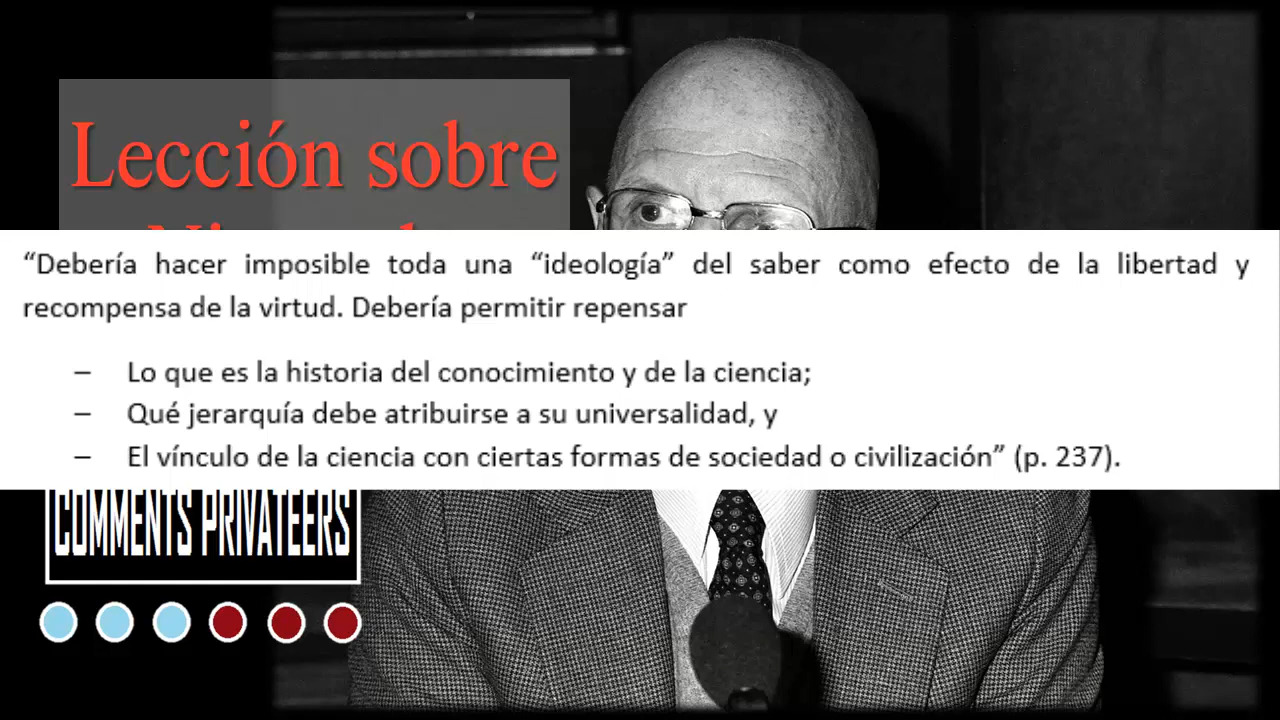 Lección sobre
“Debería hacer imposible toda una “ideología” del saber como efecto de la libertad y
recompensa de la virtud. Debería permitir repensar
– Lo que es la historia del conocimiento y de la ciencia;
– Qué jerarquía debe atribuirse a su universalidad, y
– El vínculo de la ciencia con ciertas formas de sociedad o civilización” (p. 237).
COMMENTS PRIVATEERS